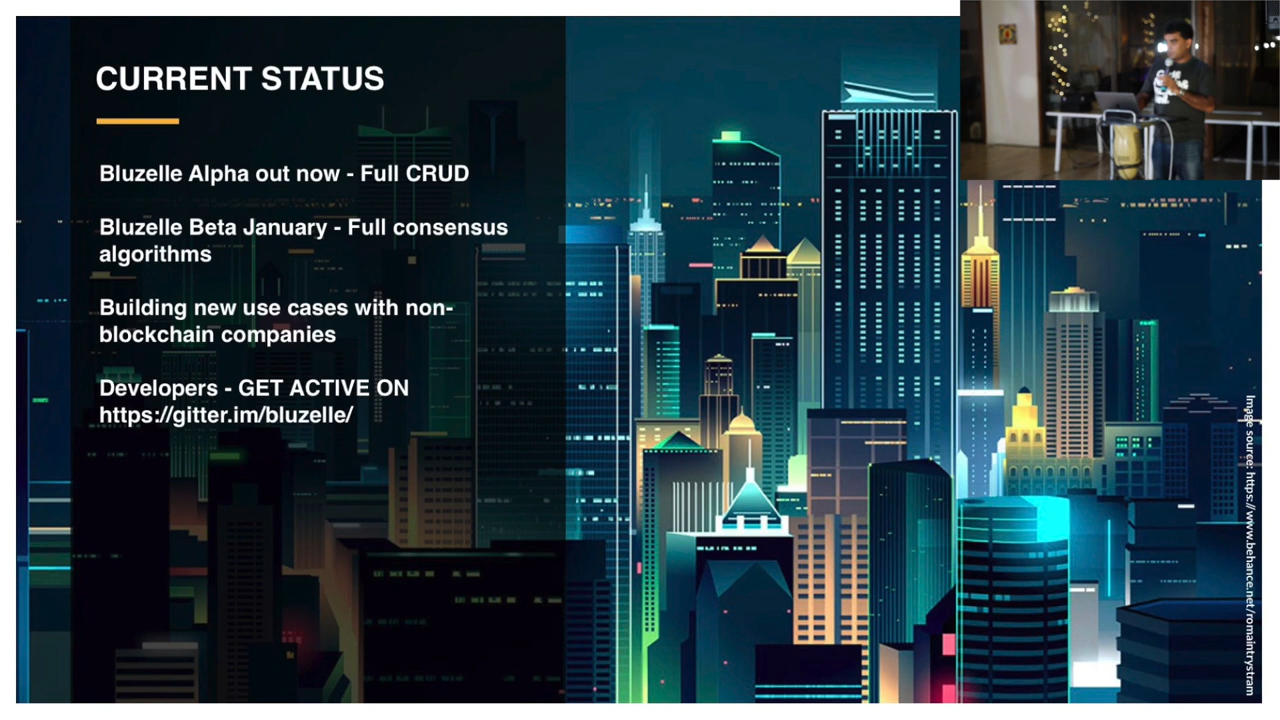 CURRENT STATUS
Bluzelle Alpha out now - Full CRUD
Bluzelle Beta January - Full consensus
algorithms
Building new use cases with non-
blockchain companies
Developers - GET ACTIVE ON
https://gitter.im/bluzelle/
Image source: https://www.behance.net/romaintrystram